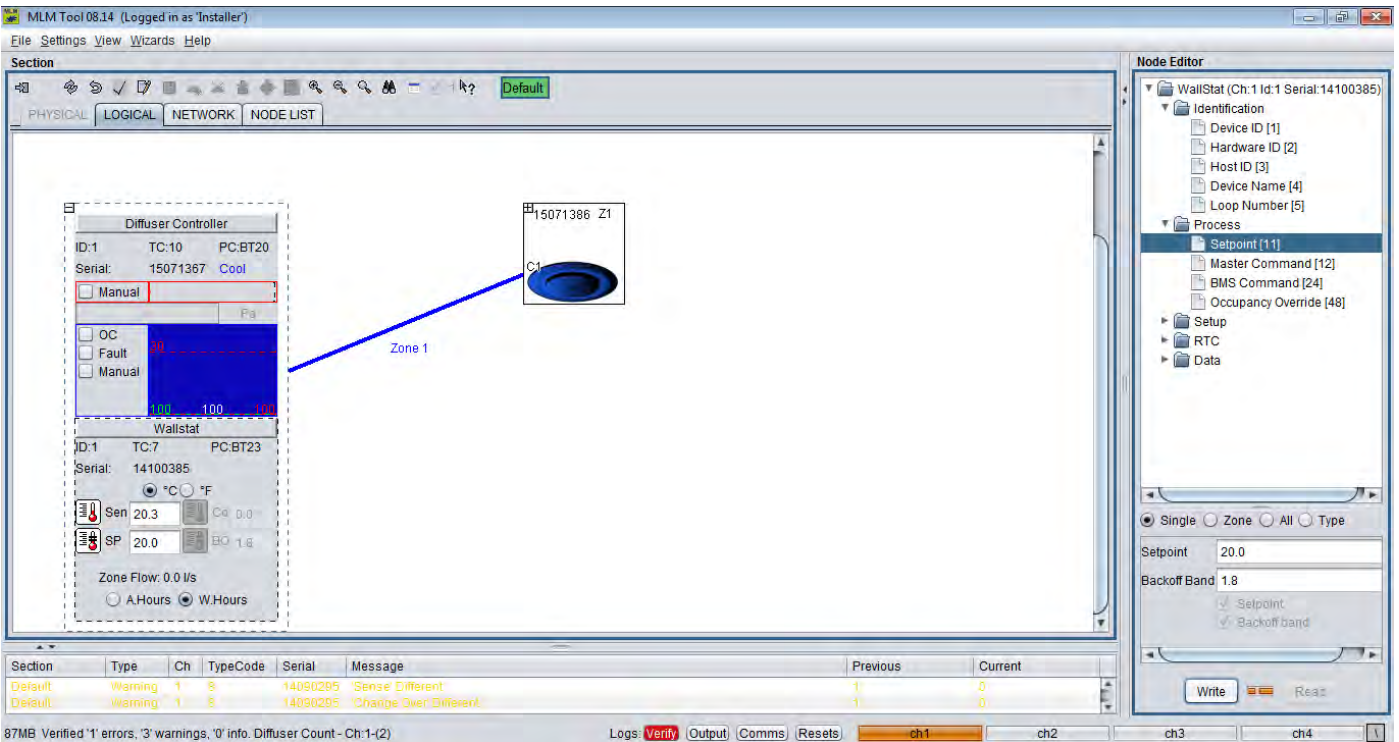 MLM Tool 08.14 (Logged in as 'Installer')
File Settings View Wizards Help
Section
Default
PHYSICAL LOGICAL NETWORK NODE LIST
Diffuser Controller
ID:1 TC:10 PC:BT20
Serial: 15071367 Cool
Manual
Pa
OC
Fault
Manual
30
100 100 100
Wallstat
ID:1 TC:7 PC:BT23
Serial: 14100385
°C °F
Sen 20.3 Co 0.0
SP 20.0 BO 1.8
Zone Flow: 0.0 l/s
A.Hours W.Hours
Zone 1
15071386 Z1
C1
Section Type Ch TypeCode Serial Message Previous Current
Default Warning 1 8 14090295 Sense Different 1 0
Default Warning 1 8 14090295 Change Over Different 1 0
87MB Verified '1' errors, '3' warnings, '0' info. Diffuser Count - Ch:1-(2)
Logs: Verify Output Comms Resets ch1 ch2 ch3 ch4 \
Node Editor
WallStat (Ch:1 Id:1 Serial:14100385)
Identification
Device ID [1]
Hardware ID [2]
Host ID [3]
Device Name [4]
Loop Number [5]
Process
Setpoint [11]
Master Command [12]
BMS Command [24]
Occupancy Override [48]
Setup
RTC
Data
Single Zone All Type
Setpoint 20.0
Backoff Band 1.8
Setpoint
Backoff band
Write Read